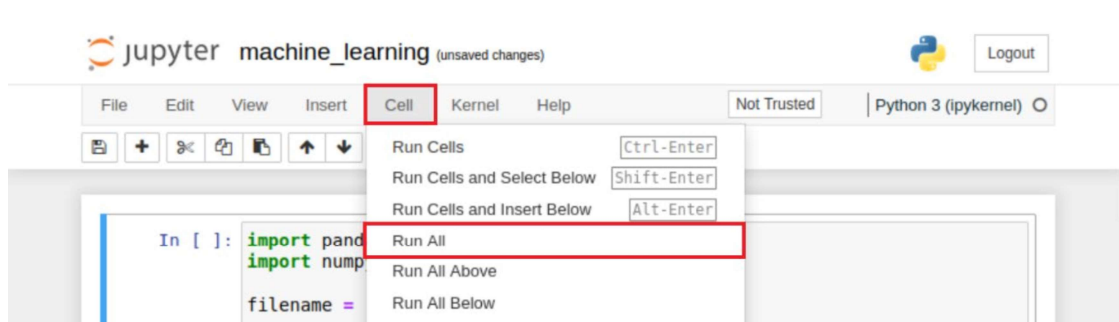 jupyter machine_learning (unsaved changes) Logout
File Edit View Insert Cell Kernel Help Not Trusted Python 3 (ipykernel)
Run Cells Ctrl-Enter
Run Cells and Select Below Shift-Enter
Run Cells and Insert Below Alt-Enter
In [ ]: import pand Run All
import nump
Run All Above
filename = Run All Below